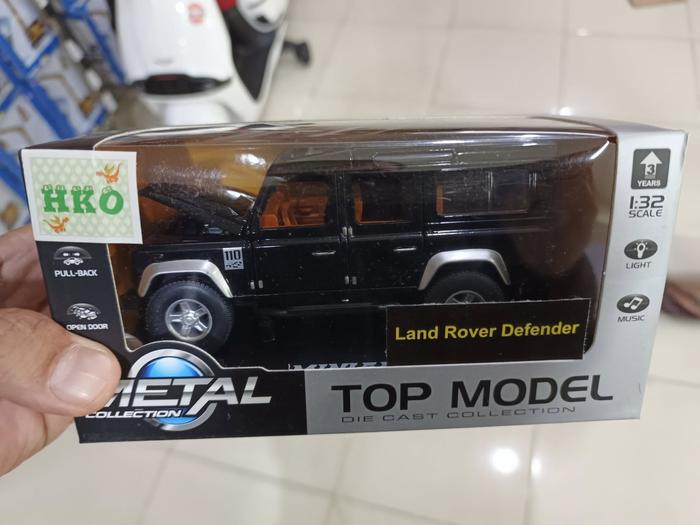 HKO
PULL-BACK
OPEN DOOR
110
3
YEARS
1:32
SCALE
LIGHT
MUSIC
Land Rover Defender
METAL
COLLECTION
TOP MODEL
DIE CAST COLLECTION